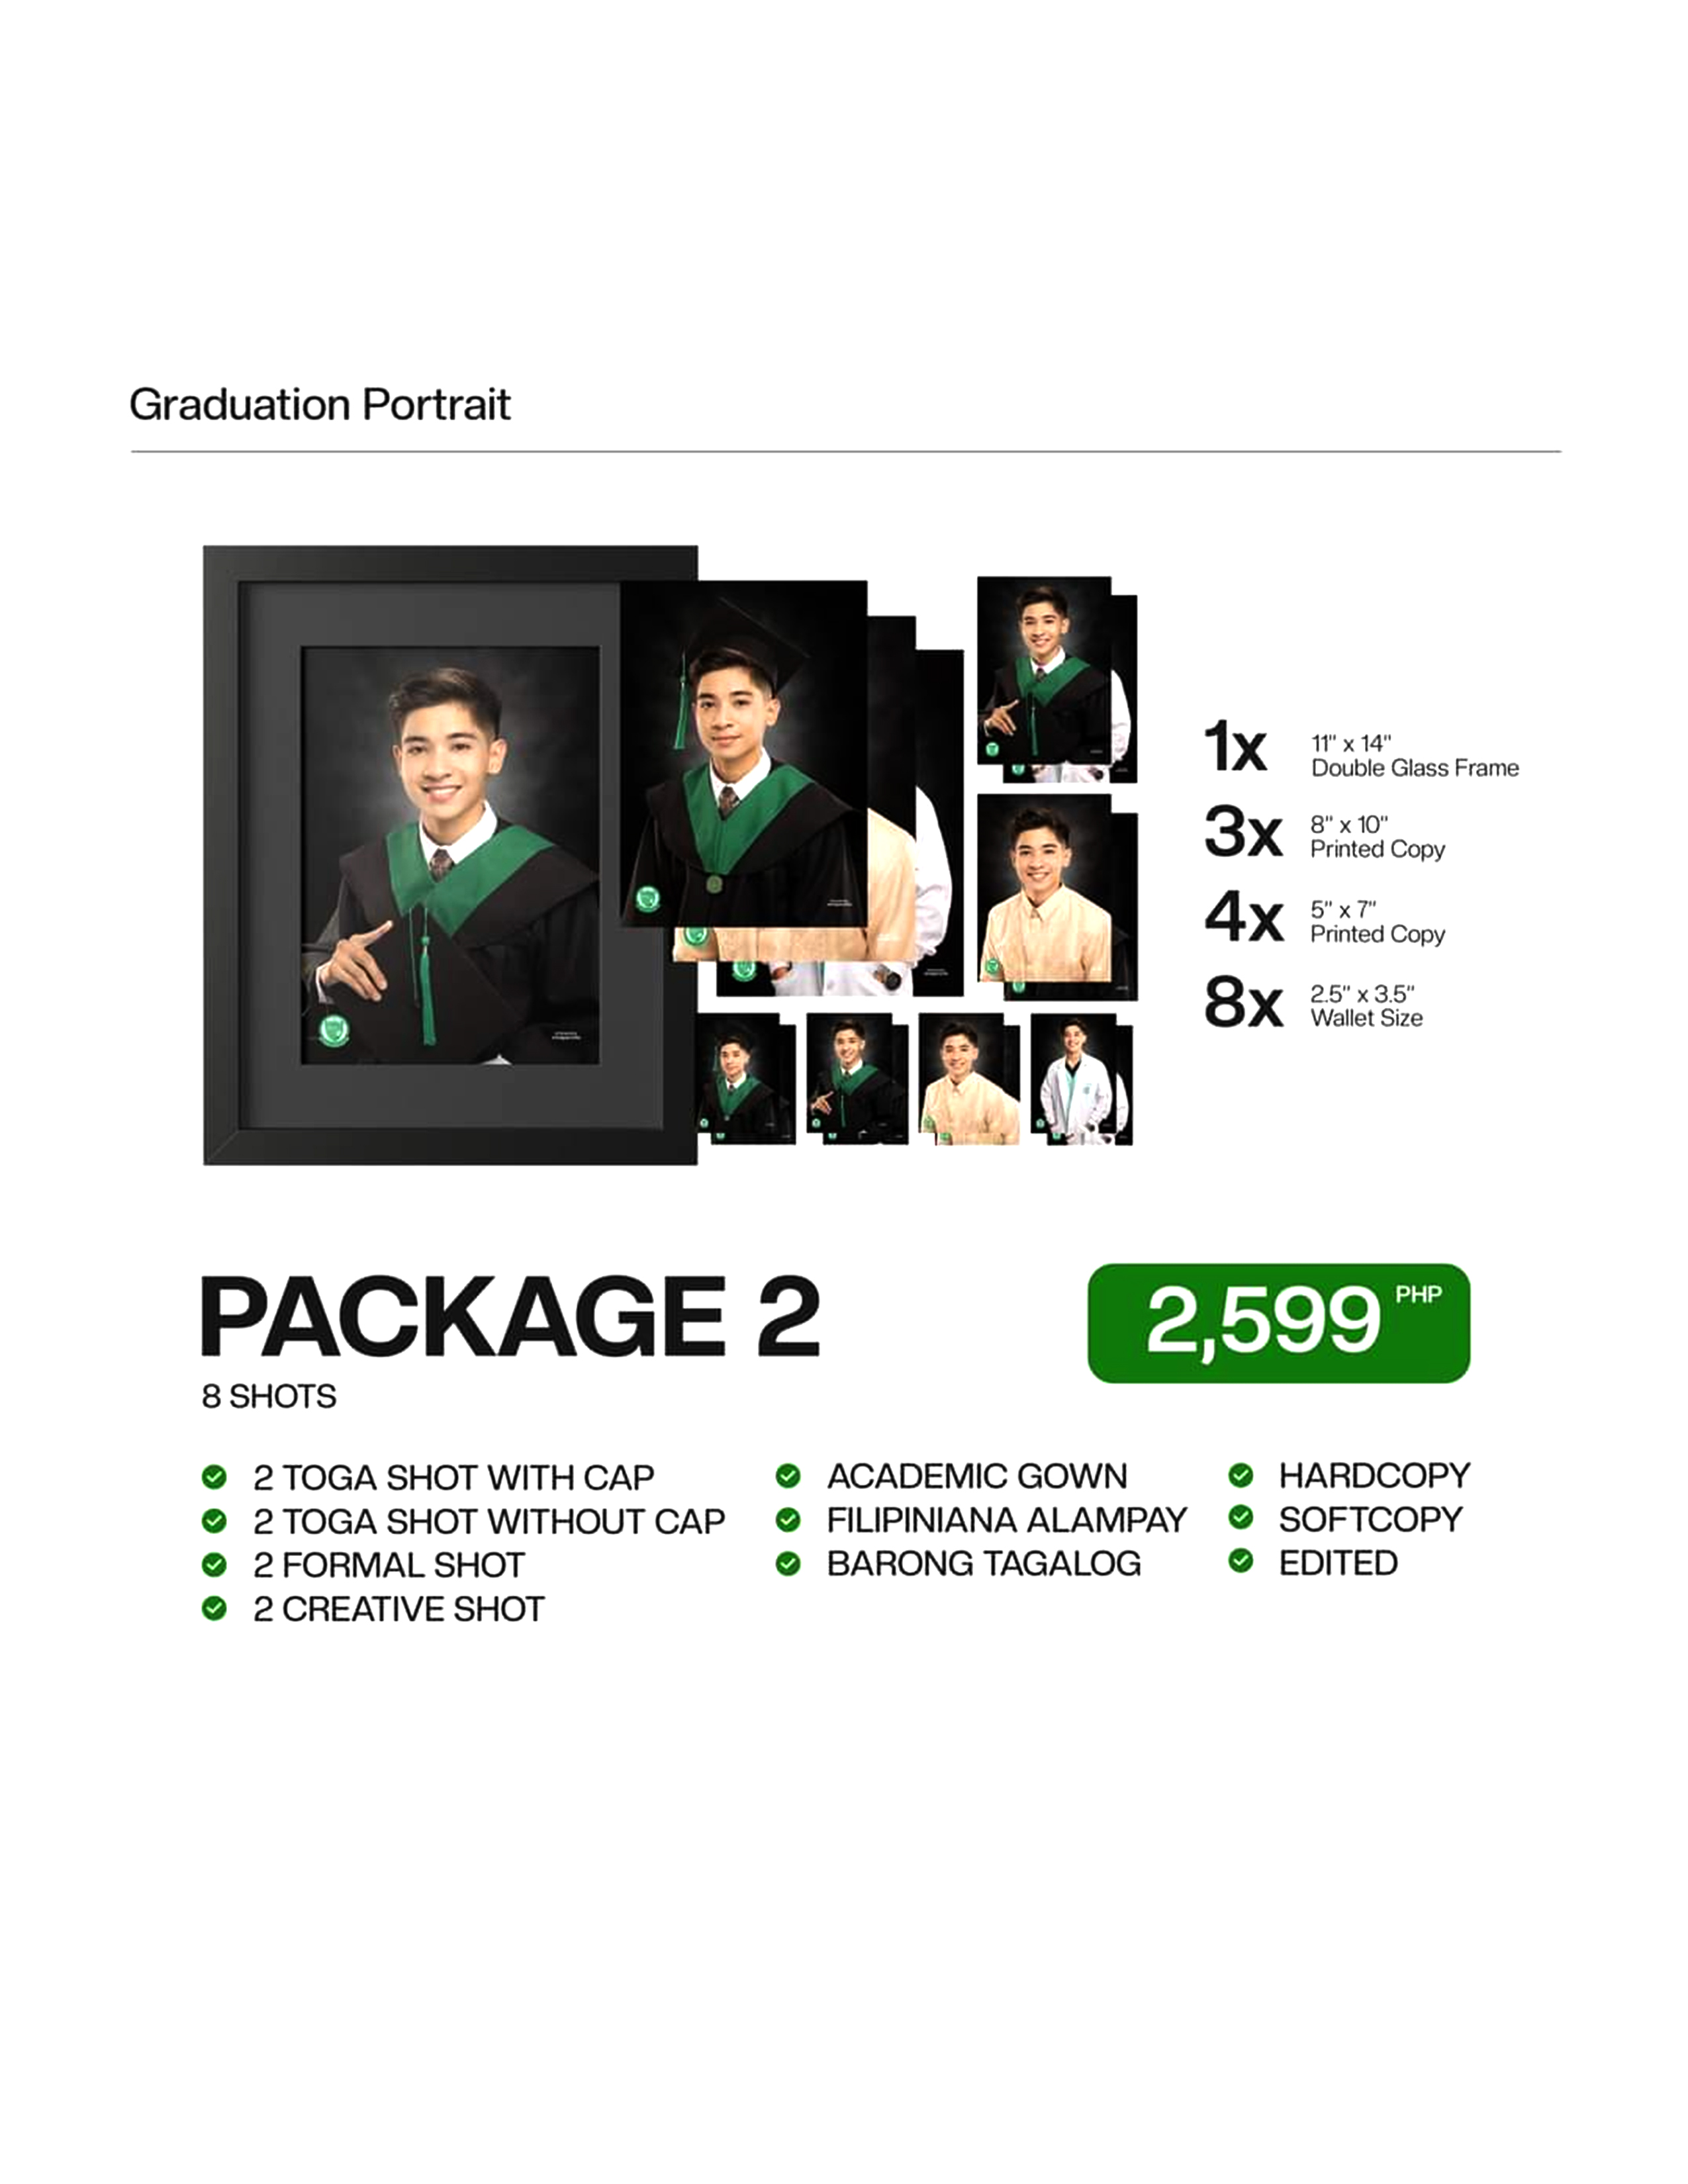 Graduation Portrait
1x
11" x 14"
Double Glass Frame
3x
8" x 10"
Printed Copy
4x
5" x 7"
Printed Copy
8x
2.5" x 3.5"
Wallet Size
PACKAGE 2
2,599 PHP
8 SHOTS
2 TOGA SHOT WITH CAP
2 TOGA SHOT WITHOUT CAP
2 FORMAL SHOT
2 CREATIVE SHOT
ACADEMIC GOWN
FILIPINIANA ALAMPAY
BARONG TAGALOG
HARDCOPY
SOFTCOPY
EDITED